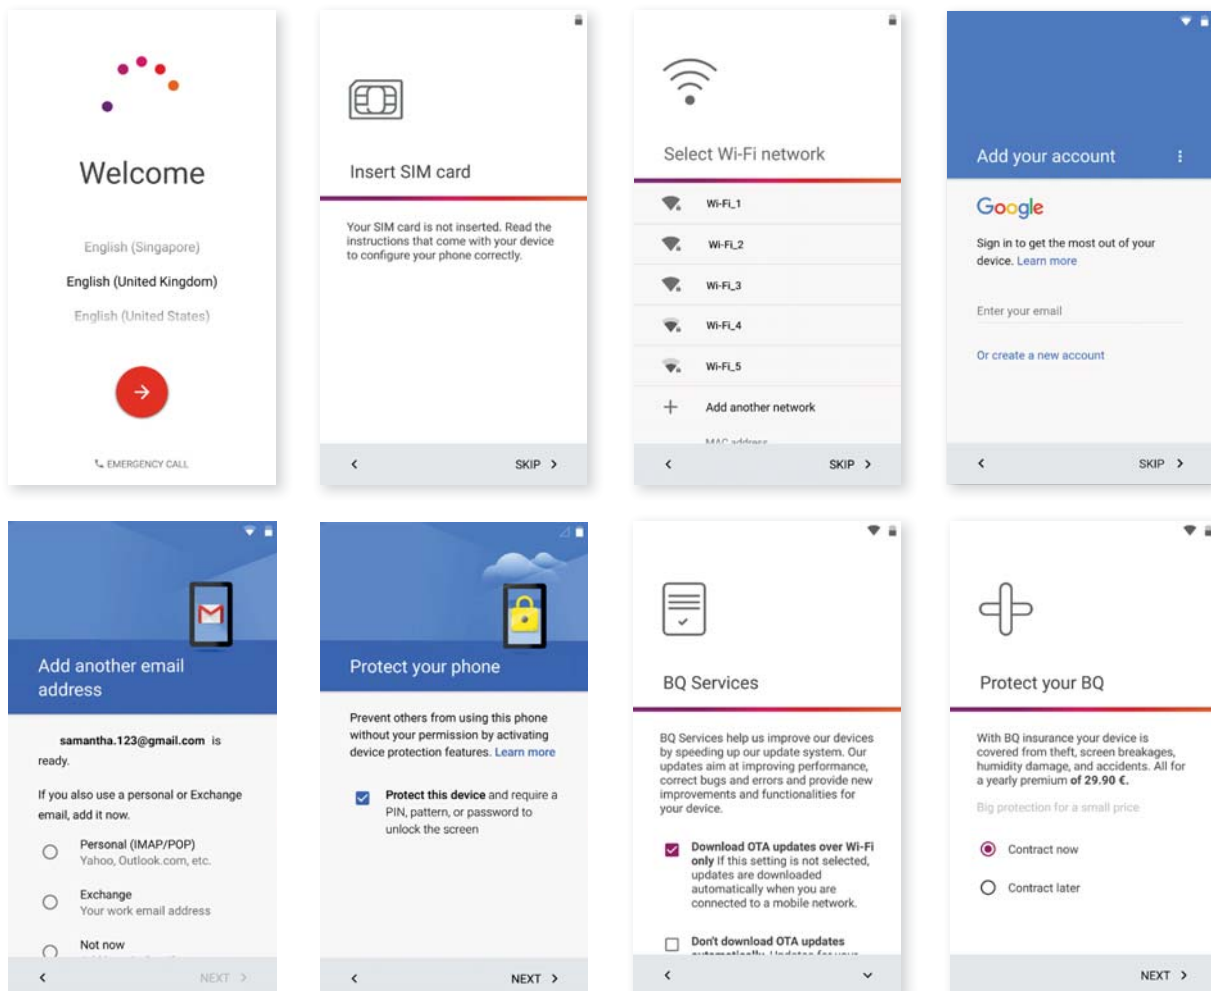 Welcome
English (Singapore)
English (United Kingdom)
English (United States)
EMERGENCY CALL
Insert SIM card
Your SIM card is not inserted. Read the
instructions that come with your device
to configure your phone correctly.
SKIP
Select Wi-Fi network
Wi-Fi_1
Wi-Fi_2
Wi-Fi_3
Wi-Fi_4
Wi-Fi_5
Add another network
MAC address
SKIP
Add your account
Google
Sign in to get the most out of your
device. Learn more
Enter your email
Or create a new account
SKIP
Add another email
address
samantha.123@gmail.com is
ready.
If you also use a personal or Exchange
email, add it now.
Personal (IMAP/POP)
Yahoo, Outlook.com, etc.
Exchange
Your work email address
Not now
NEXT
Protect your phone
Prevent others from using this phone
without your permission by activating
device protection features. Learn more
Protect this device and require a
PIN, pattern, or password to
unlock the screen
NEXT
BQ Services
BQ Services help us improve our devices
by speeding up our update system. Our
updates aim at improving performance,
correct bugs and errors and provide new
improvements and functionalities for
your device.
Download OTA updates over Wi-Fi
only If this setting is not selected,
updates are downloaded
automatically when you are
connected to a mobile network.
Don't download OTA updates
automatically. Updates for your
Protect your BQ
With BQ insurance your device is
covered from theft, screen breakages,
humidity damage, and accidents. All for
a yearly premium of 29.90 €.
Big protection for a small price
Contract now
Contract later
NEXT